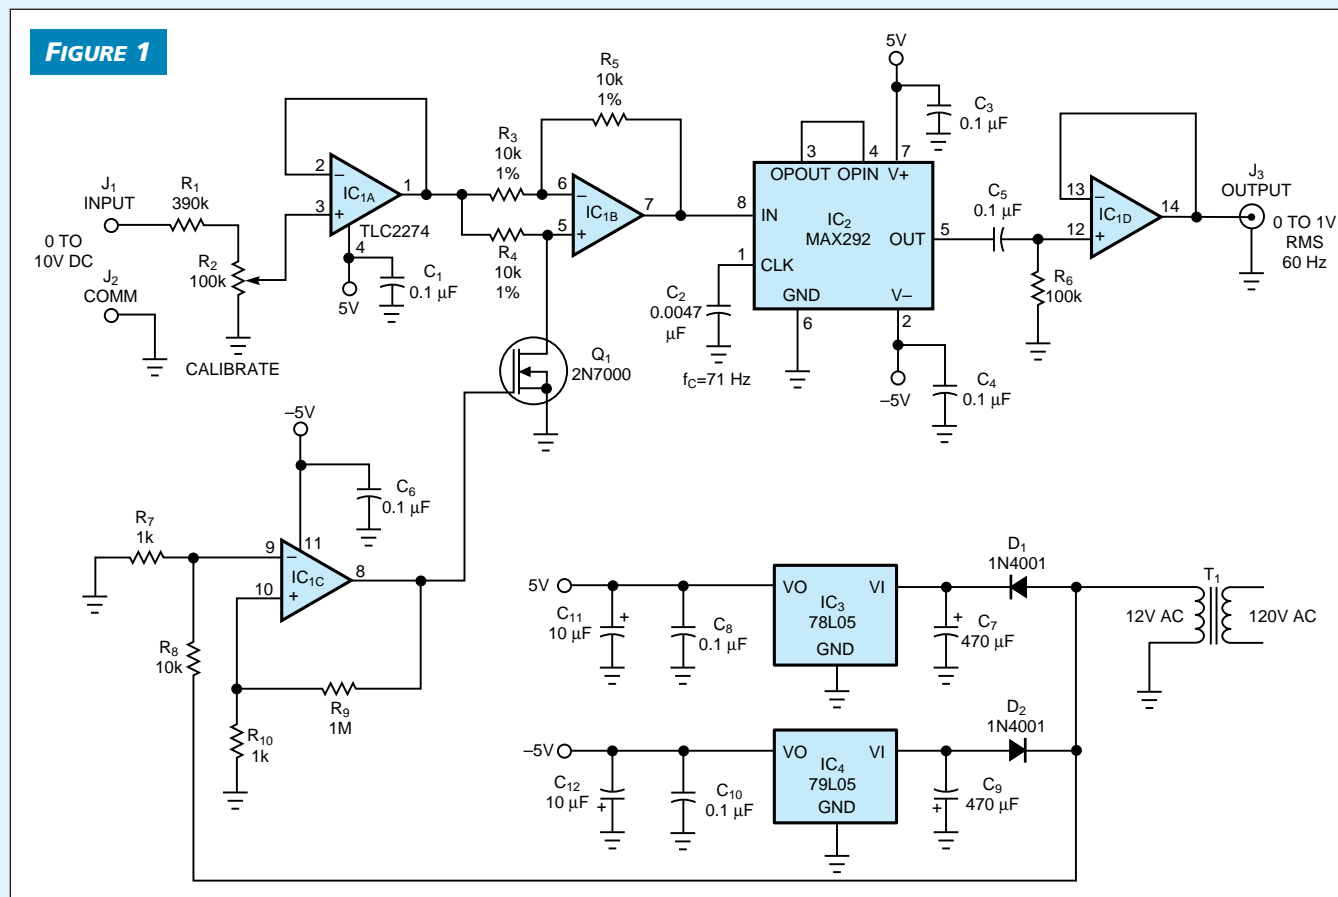 FIGURE 1
J1
INPUT
0 TO
10V DC
J2
COMM
R1
390k
R2
100k
CALIBRATE
2
3
–
+
IC1A
1
TLC2274
4
5V
C1
0.1 µF
R3
10k
1%
R4
10k
1%
R5
10k
1%
6
5
–
+
IC1B
7
Q1
2N7000
5V
C3
0.1 µF
3
4
7
OPOUT
OPIN
V+
8
IN
IC2
MAX292
OUT
5
1
CLK
GND
V–
6
2
C2
0.0047
µF
fC=71 Hz
–5V
C4
0.1 µF
C5
0.1 µF
R6
100k
13
12
–
+
IC1D
14
J3
OUTPUT
0 TO 1V
RMS
60 Hz
–5V
C6
0.1 µF
R7
1k
9
10
11
–
+
IC1C
8
R8
10k
R9
1M
R10
1k
5V
C11
10 µF
+
C8
0.1 µF
VO
VI
IC3
78L05
GND
+
C7
470 µF
D1
1N4001
T1
12V AC
120V AC
–5V
C12
10 µF
+
C10
0.1 µF
VO
VI
IC4
79L05
GND
+
C9
470 µF
D2
1N4001